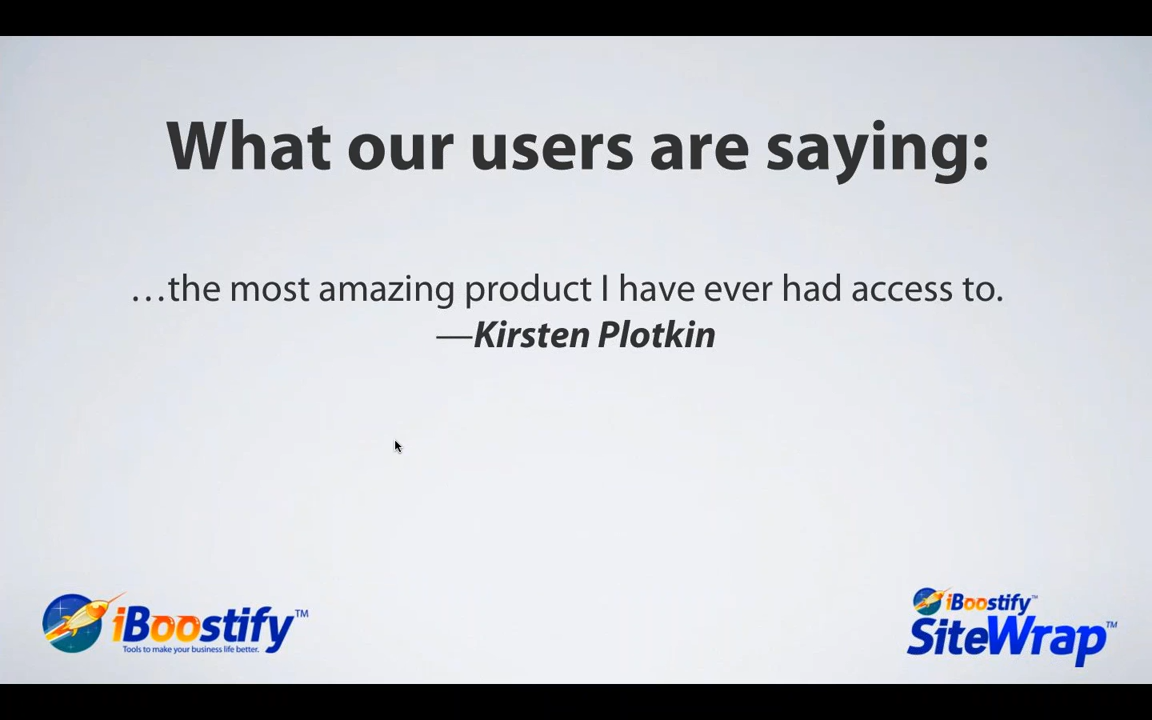 What our users are saying:
…the most amazing product I have ever had access to.
—Kirsten Plotkin
iBoostify™
Tools to make your business life better.
iBoostify™
SiteWrap™